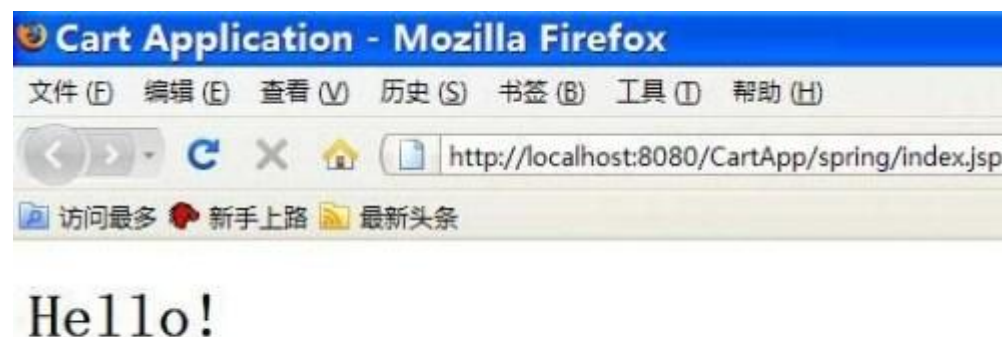 Cart Application - Mozilla Firefox
文件(F) 编辑(E) 查看(V) 历史(S) 书签(B) 工具(T) 帮助(H)
http://localhost:8080/CartApp/spring/index.jsp
访问最多 新手上路 最新头条
Hello!